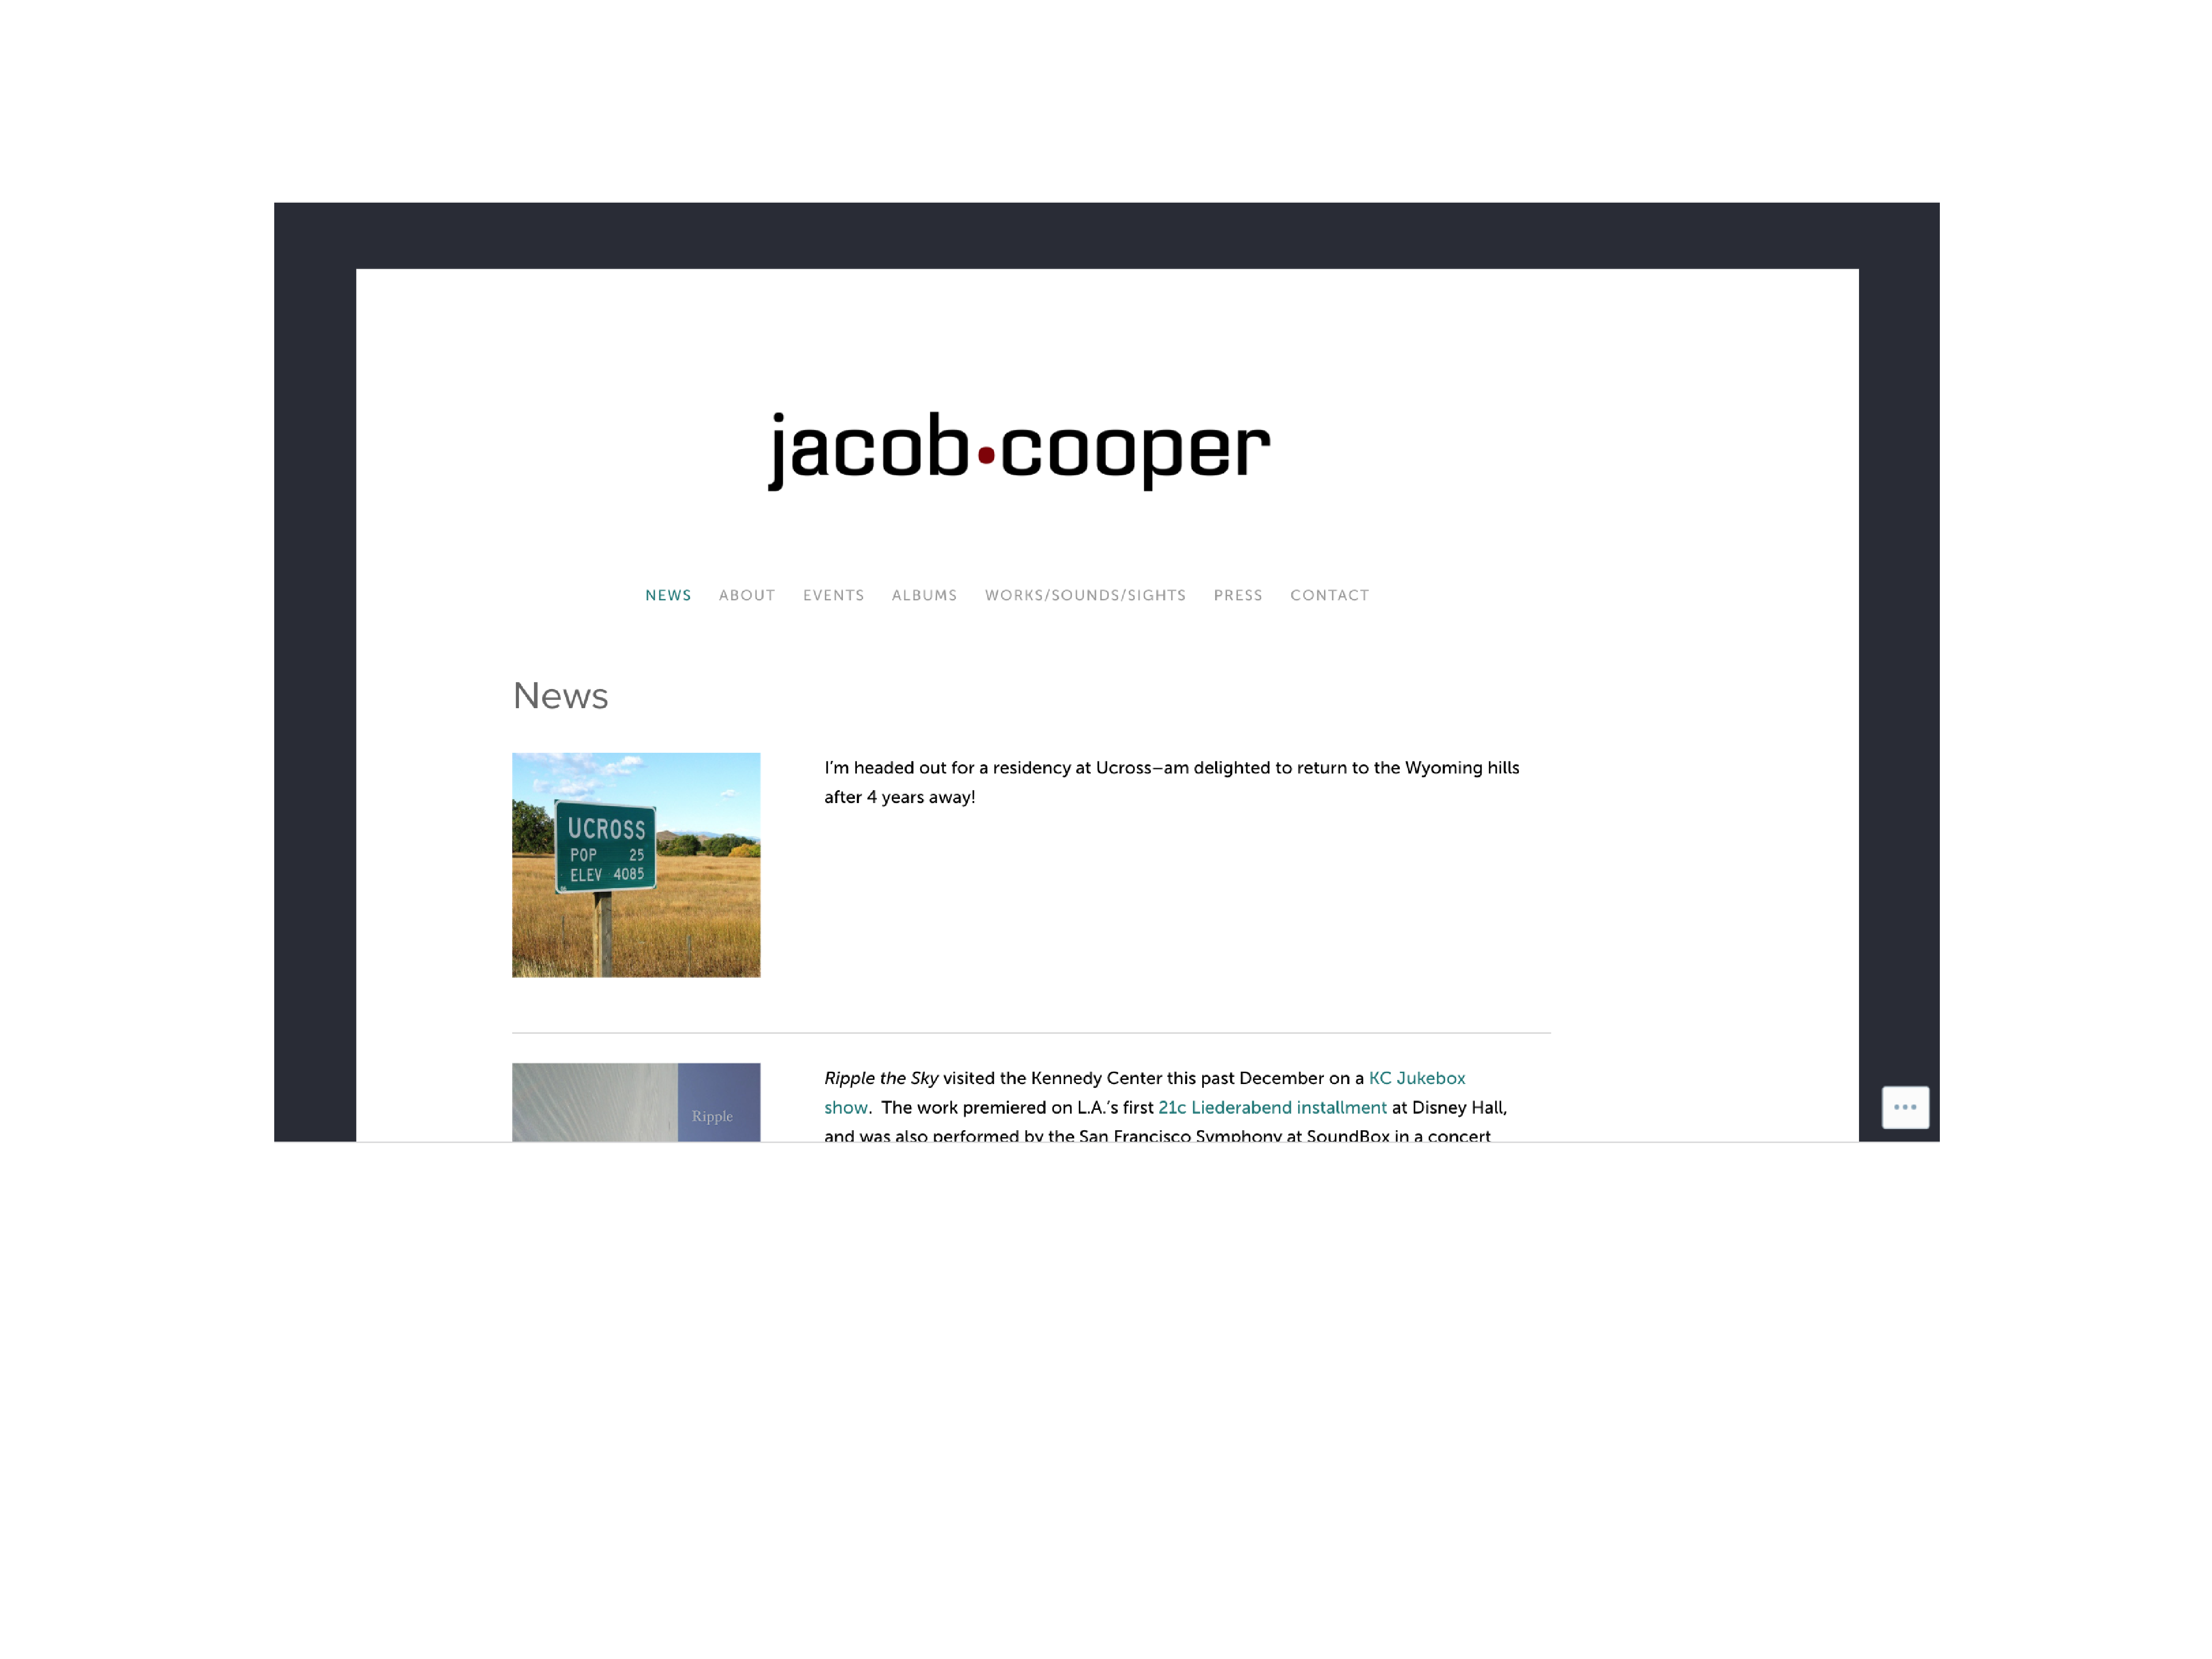 jacob•cooper
NEWS ABOUT EVENTS ALBUMS WORKS/SOUNDS/SIGHTS PRESS CONTACT
News
UCROSS
POP 25
ELEV 4085
I'm headed out for a residency at Ucross–am delighted to return to the Wyoming hills
after 4 years away!
Ripple
Ripple the Sky visited the Kennedy Center this past December on a KC Jukebox
show.  The work premiered on L.A.'s first 21c Liederabend installment at Disney Hall,
and was also performed by the San Francisco Symphony at SoundBox in a concert